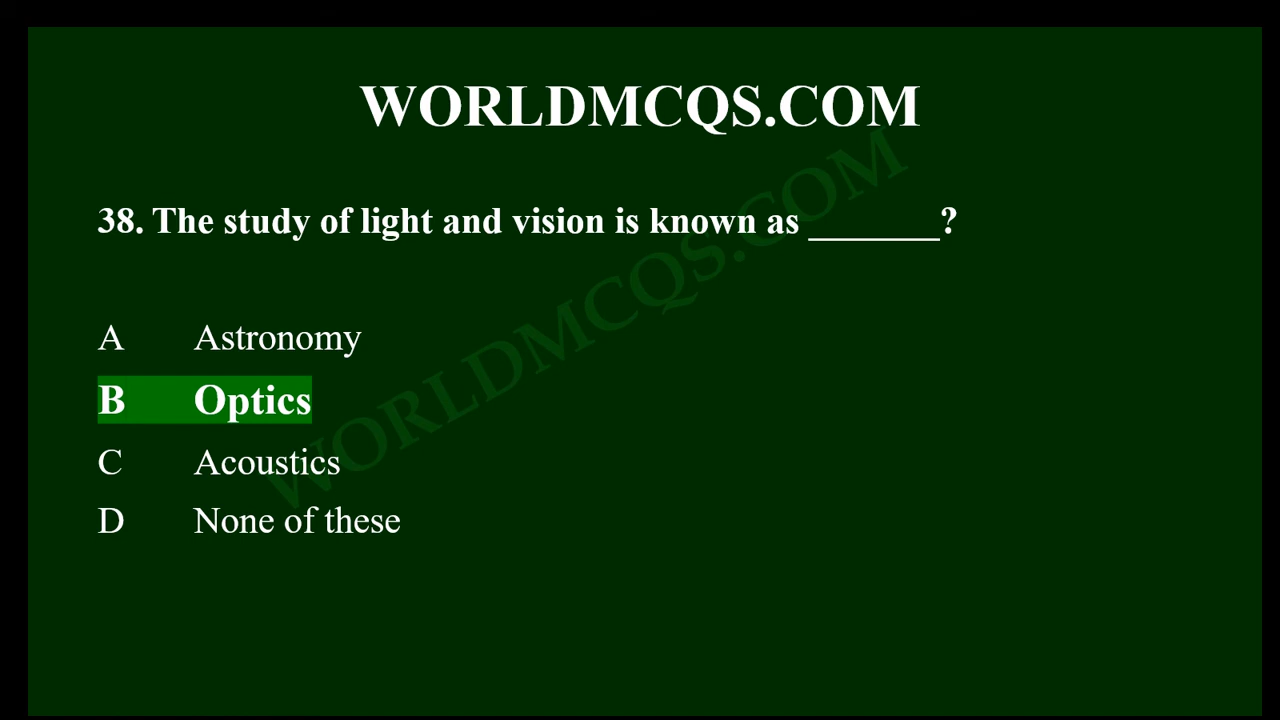 WORLDMCQS.COM
38. The study of light and vision is known as _______?
A Astronomy
B Optics
C Acoustics
D None of these
WORLDMCQS.COM